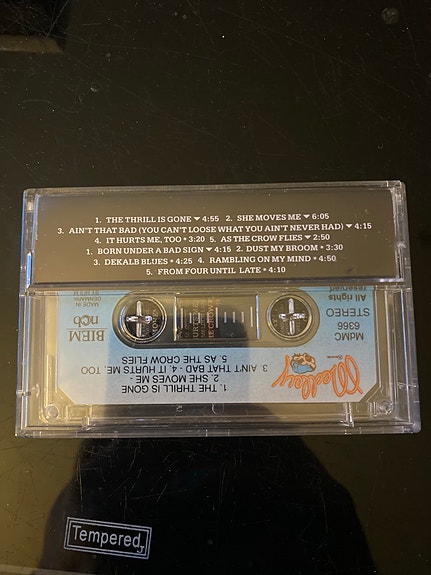 1. THE THRILL IS GONE ▾ 4:55 2. SHE MOVES ME ▾ 6:05
3. AIN'T THAT BAD (YOU CAN'T LOOSE WHAT YOU AIN'T NEVER HAD) ▾ 4:15
4. IT HURTS ME, TOO • 3:20 5. AS THE CROW FLIES ▾ 2:50
1. BORN UNDER A BAD SIGN ▾ 4:15 2. DUST MY BROOM • 3:30
3. DEKALB BLUES • 4:25 4. RAMBLING ON MY MIND • 4:50
5. FROM FOUR UNTIL LATE • 4:10
1. THE THRILL IS GONE
2. SHE MOVES ME -
3. AIN'T THAT BAD - 4. IT HURTS ME, TOO
5. AS THE CROW FLIES
Medley
MdMC
6366
STEREO
All rights
reserved
BIEM
ncb
MADE IN
DENMARK
Tempered